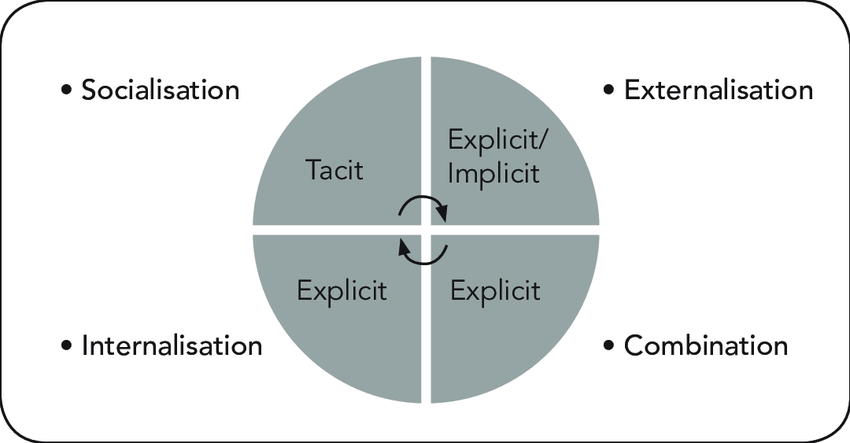 • Socialisation
• Externalisation
Tacit
Explicit/
Implicit
Explicit
Explicit
• Internalisation
• Combination